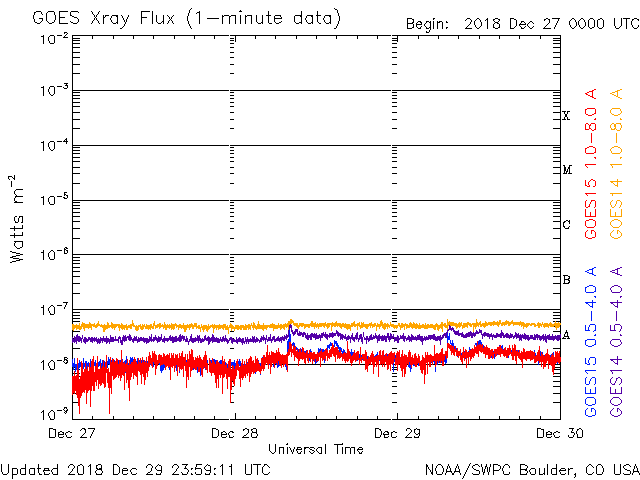 GOES Xray Flux (1-minute data)
Begin: 2018 Dec 27 0000 UTC
Watts m⁻²
10⁻²
10⁻³
10⁻⁴
10⁻⁵
10⁻⁶
10⁻⁷
10⁻⁸
10⁻⁹
X
M
C
B
A
GOES15 1.0-8.0 A
GOES14 1.0-8.0 A
GOES15 0.5-4.0 A
GOES14 0.5-4.0 A
Dec 27 Dec 28 Dec 29 Dec 30
Universal Time
Updated 2018 Dec 29 23:59:11 UTC
NOAA/SWPC Boulder, CO USA